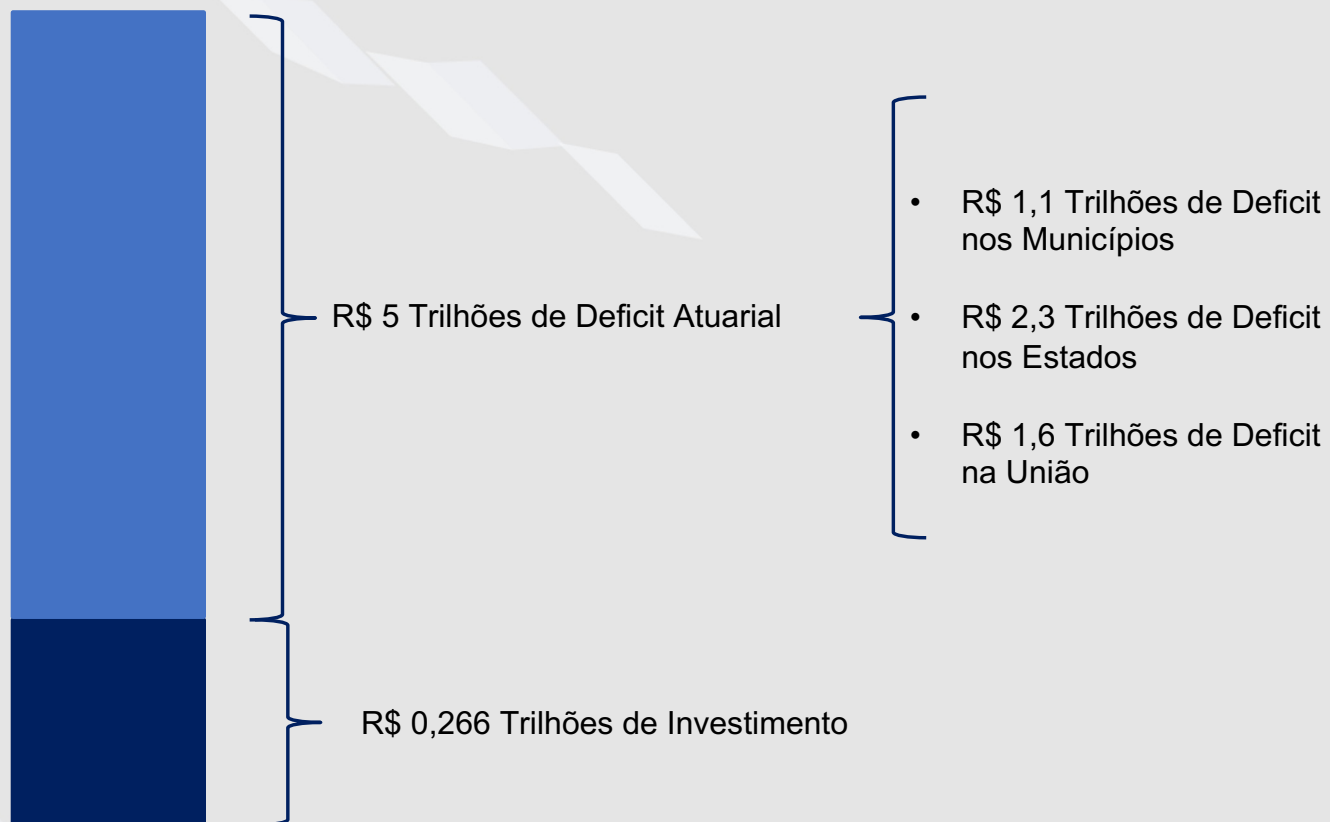 R$ 5 Trilhões de Deficit Atuarial
• R$ 1,1 Trilhões de Deficit
nos Municípios
• R$ 2,3 Trilhões de Deficit
nos Estados
• R$ 1,6 Trilhões de Deficit
na União
R$ 0,266 Trilhões de Investimento